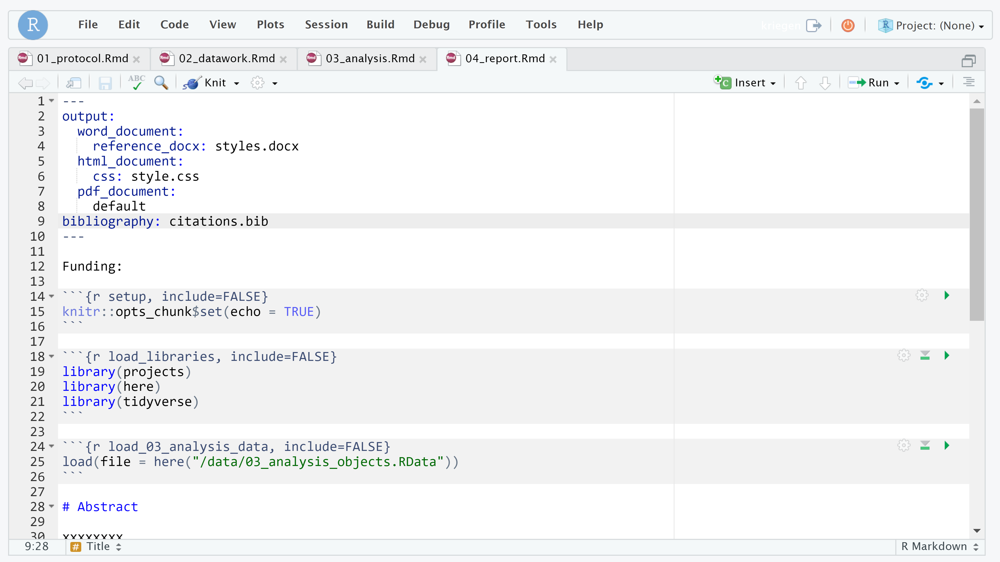 R File Edit Code View Plots Session Build Debug Profile Tools Help kriegen R Project: (None)
Rmd 01_protocol.Rmd Rmd 02_datawork.Rmd Rmd 03_analysis.Rmd Rmd 04_report.Rmd
ABC Knit C Insert Run
1 ---
2 output:
3   word_document:
4     reference_docx: styles.docx
5   html_document:
6     css: style.css
7   pdf_document:
8     default
9 bibliography: citations.bib
10 ---
11
12 Funding:
13
14 ```{r setup, include=FALSE}
15 knitr::opts_chunk$set(echo = TRUE)
16 ```
17
18 ```{r load_libraries, include=FALSE}
19 library(projects)
20 library(here)
21 library(tidyverse)
22 ```
23
24 ```{r load_03_analysis_data, include=FALSE}
25 load(file = here("/data/03_analysis_objects.RData"))
26 ```
27
28 # Abstract
29
30 xxxxxxxx
9:28 # Title R Markdown